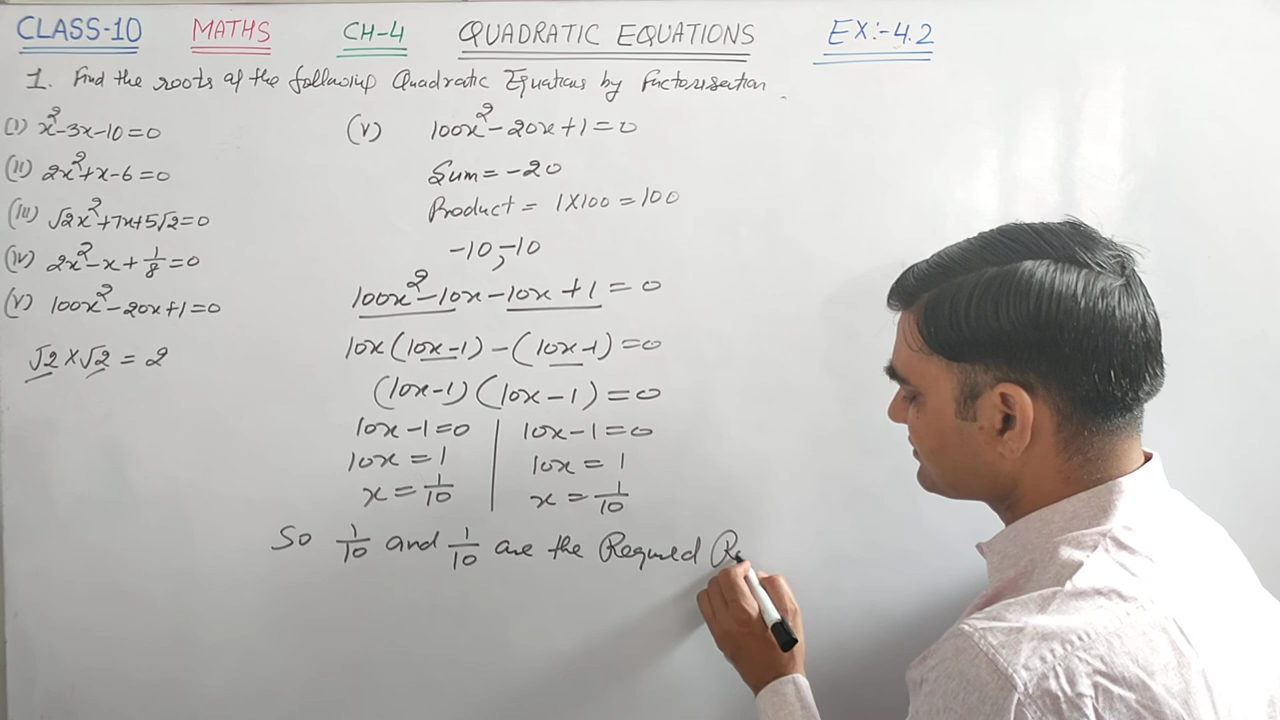 CLASS-10 MATHS CH-4 QUADRATIC EQUATIONS EX:-4.2
1. Find the roots of the following Quadratic Equations by Factorisation.
(i) x²-3x-10=0
(ii) 2x²+x-6=0
(iii) √2x²+7x+5√2=0
(iv) 2x²-x+1/8=0
(v) 100x²-20x+1=0
√2×√2=2
(v) 100x²-20x+1=0
Sum=-20
Product = 1×100=100
-10,-10
100x²-10x-10x+1=0
10x(10x-1)-(10x-1)=0
(10x-1)(10x-1)=0
10x-1=0 | 10x-1=0
10x=1 | 10x=1
x=1/10 | x=1/10
So 1/10 and 1/10 are the Required Ro